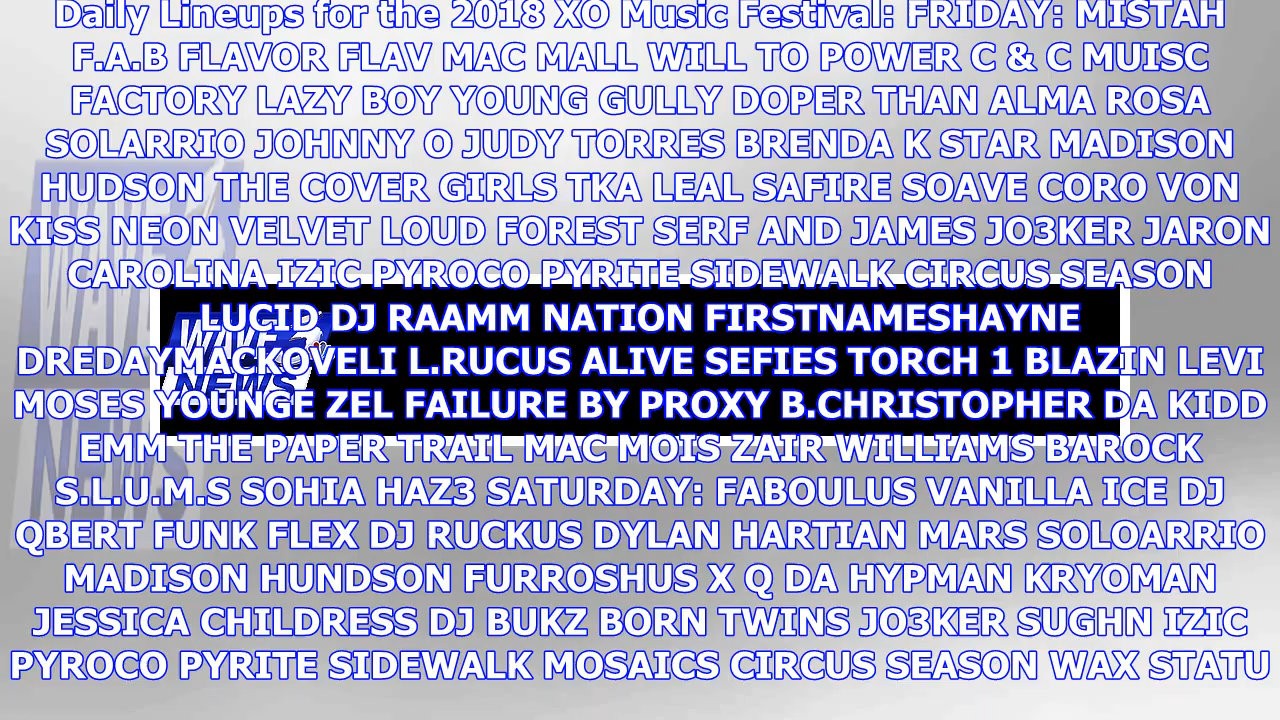 Daily Lineups for the 2018 XO Music Festival: FRIDAY: MISTAH
F.A.B FLAVOR FLAV MAC MALL WILL TO POWER C & C MUISC
FACTORY LAZY BOY YOUNG GULLY DOPER THAN ALMA ROSA
SOLARRIO JOHNNY O JUDY TORRES BRENDA K STAR MADISON
HUDSON THE COVER GIRLS TKA LEAL SAFIRE SOAVE CORO VON
KISS NEON VELVET LOUD FOREST SERF AND JAMES JO3KER JARON
CAROLINA IZIC PYROCO PYRITE SIDEWALK CIRCUS SEASON
LUCID DJ RAAMM NATION FIRSTNAMESHAYNE
DREDAYMACKOVELI L.RUCUS ALIVE SEFIES TORCH 1 BLAZIN LEVI
MOSES YOUNGE ZEL FAILURE BY PROXY B.CHRISTOPHER DA KIDD
EMM THE PAPER TRAIL MAC MOIS ZAIR WILLIAMS BAROCK
S.L.U.M.S SOHIA HAZ3 SATURDAY: FABOULUS VANILLA ICE DJ
QBERT FUNK FLEX DJ RUCKUS DYLAN HARTIAN MARS SOLOARRIO
MADISON HUNDSON FURROSHUS X Q DA HYPMAN KRYOMAN
JESSICA CHILDRESS DJ BUKZ BORN TWINS JO3KER SUGHN IZIC
PYROCO PYRITE SIDEWALK MOSAICS CIRCUS SEASON WAX STATU
WAVE
NEWS
WAVE
NEWS